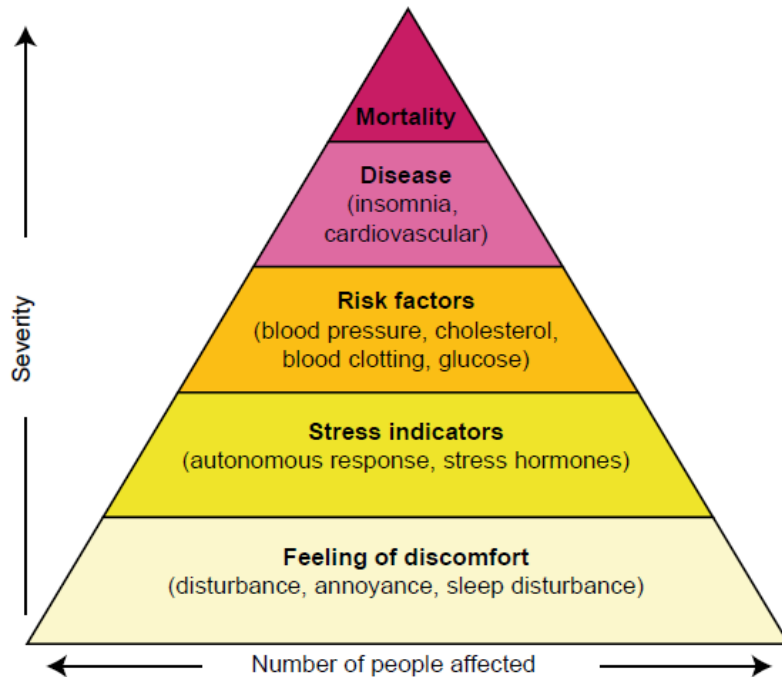 Mortality
Disease
(insomnia,
cardiovascular)
Risk factors
(blood pressure, cholesterol,
blood clotting, glucose)
Stress indicators
(autonomous response, stress hormones)
Feeling of discomfort
(disturbance, annoyance, sleep disturbance)
Severity
Number of people affected